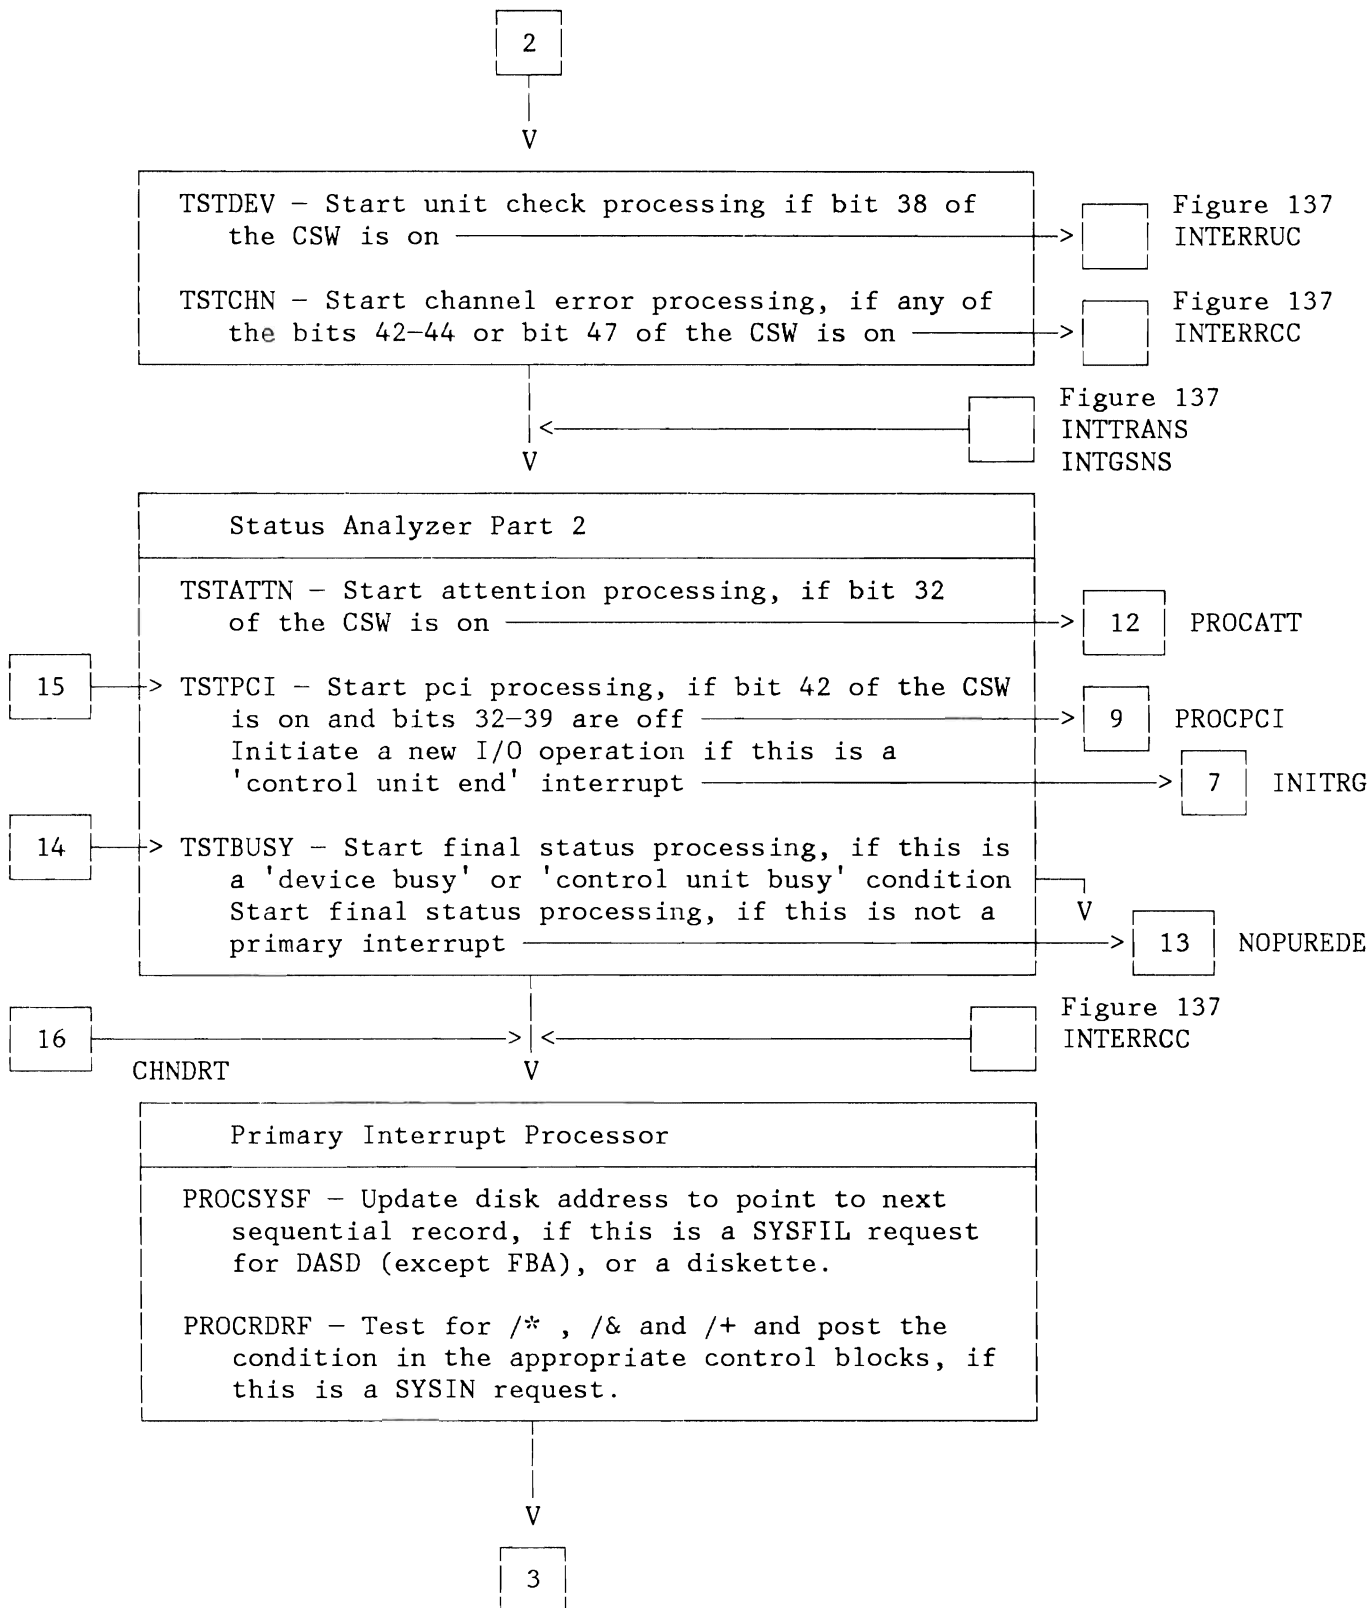 2
V
TSTDEV — Start unit check processing if bit 38 of
the CSW is on ———> Figure 137
INTERRUC
TSTCHN — Start channel error processing, if any of
Figure 137
the bits 42-44 or bit 47 of the CSW is on ———> INTERRCC
Figure 137
< INTTRANS
V INTGSNS
Status Analyzer Part 2
TSTATTN — Start attention processing, if bit 32
of the CSW is on ———> 12 PROCATT
15 ———> TSTPCI — Start pci processing, if bit 42 of the CSW
is on and bits 32-39 are off ———> 9 PROCPCI
Initiate a new I/O operation if this is a
'control unit end' interrupt ———> 7 INITRG
14 ———> TSTBUSY — Start final status processing, if this is
a 'device busy' or 'control unit busy' condition
Start final status processing, if this is not a V
primary interrupt ———> 13 NOPUREDE
Figure 137
16 ———> < INTERRCC
CHNDRT V
Primary Interrupt Processor
PROCSYSF — Update disk address to point to next
sequential record, if this is a SYSFIL request
for DASD (except FBA), or a diskette.
PROCRDRF — Test for /* , /& and /+ and post the
condition in the appropriate control blocks, if
this is a SYSIN request.
V
3